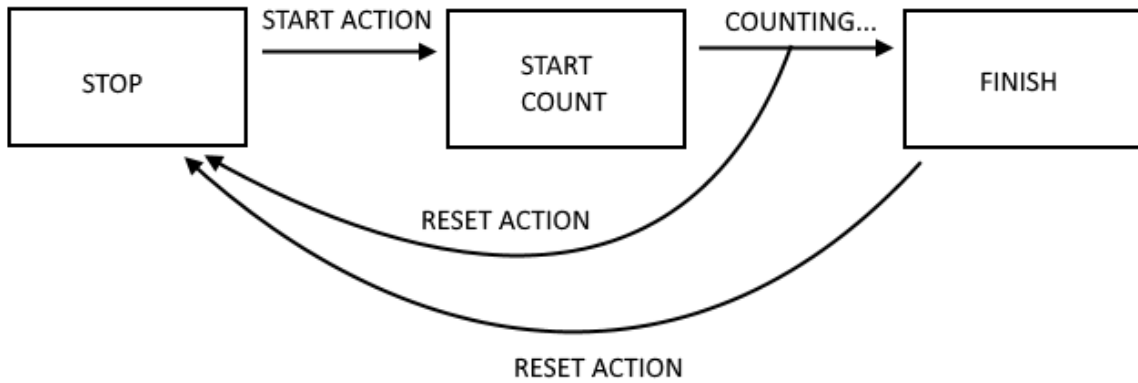 START ACTION
COUNTING...
STOP
START
COUNT
FINISH
RESET ACTION
RESET ACTION